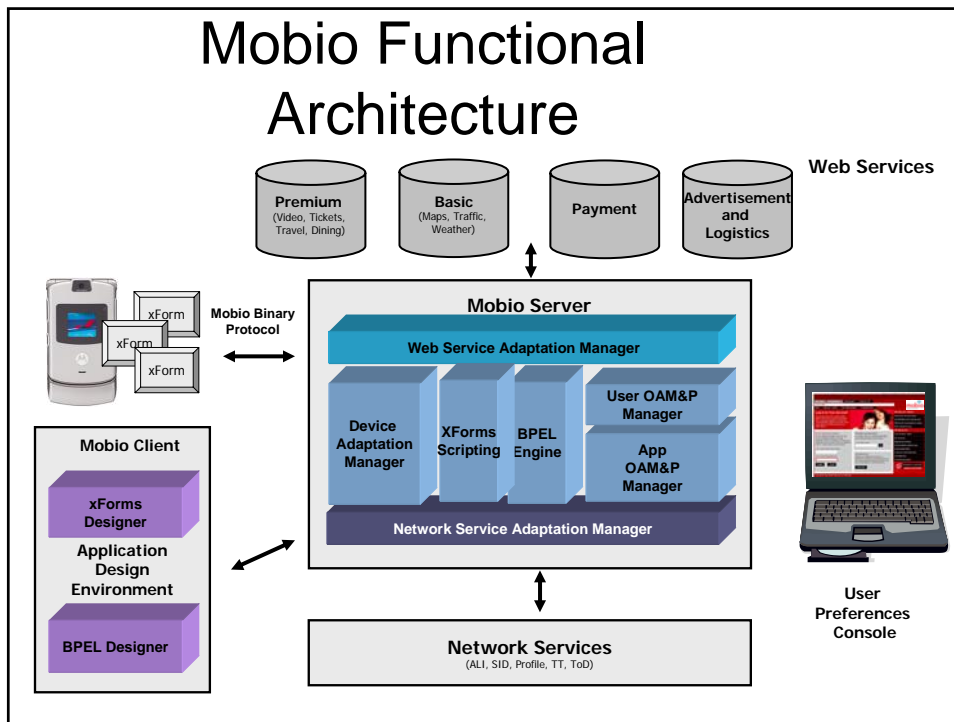 Mobio Functional
Architecture
Web Services
Premium
(Video, Tickets,
Travel, Dining)
Basic
(Maps, Traffic,
Weather)
Payment
Advertisement
and
Logistics
xForm
xForm
xForm
Mobio Binary
Protocol
Mobio Server
Web Service Adaptation Manager
Device
Adaptation
Manager
XForms
Scripting
BPEL
Engine
User OAM&P
Manager
App
OAM&P
Manager
Network Service Adaptation Manager
Mobio Client
xForms
Designer
Application
Design
Environment
BPEL Designer
User
Preferences
Console
Network Services
(ALI, SID, Profile, TT, ToD)